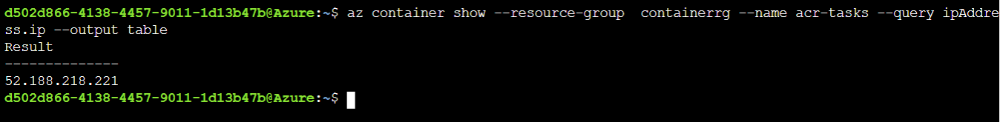 d502d866-4138-4457-9011-1d13b47b@Azure:~$ az container show --resource-group  containerrg --name acr-tasks --query ipAddre
ss.ip --output table
Result
--------------
52.188.218.221
d502d866-4138-4457-9011-1d13b47b@Azure:~$